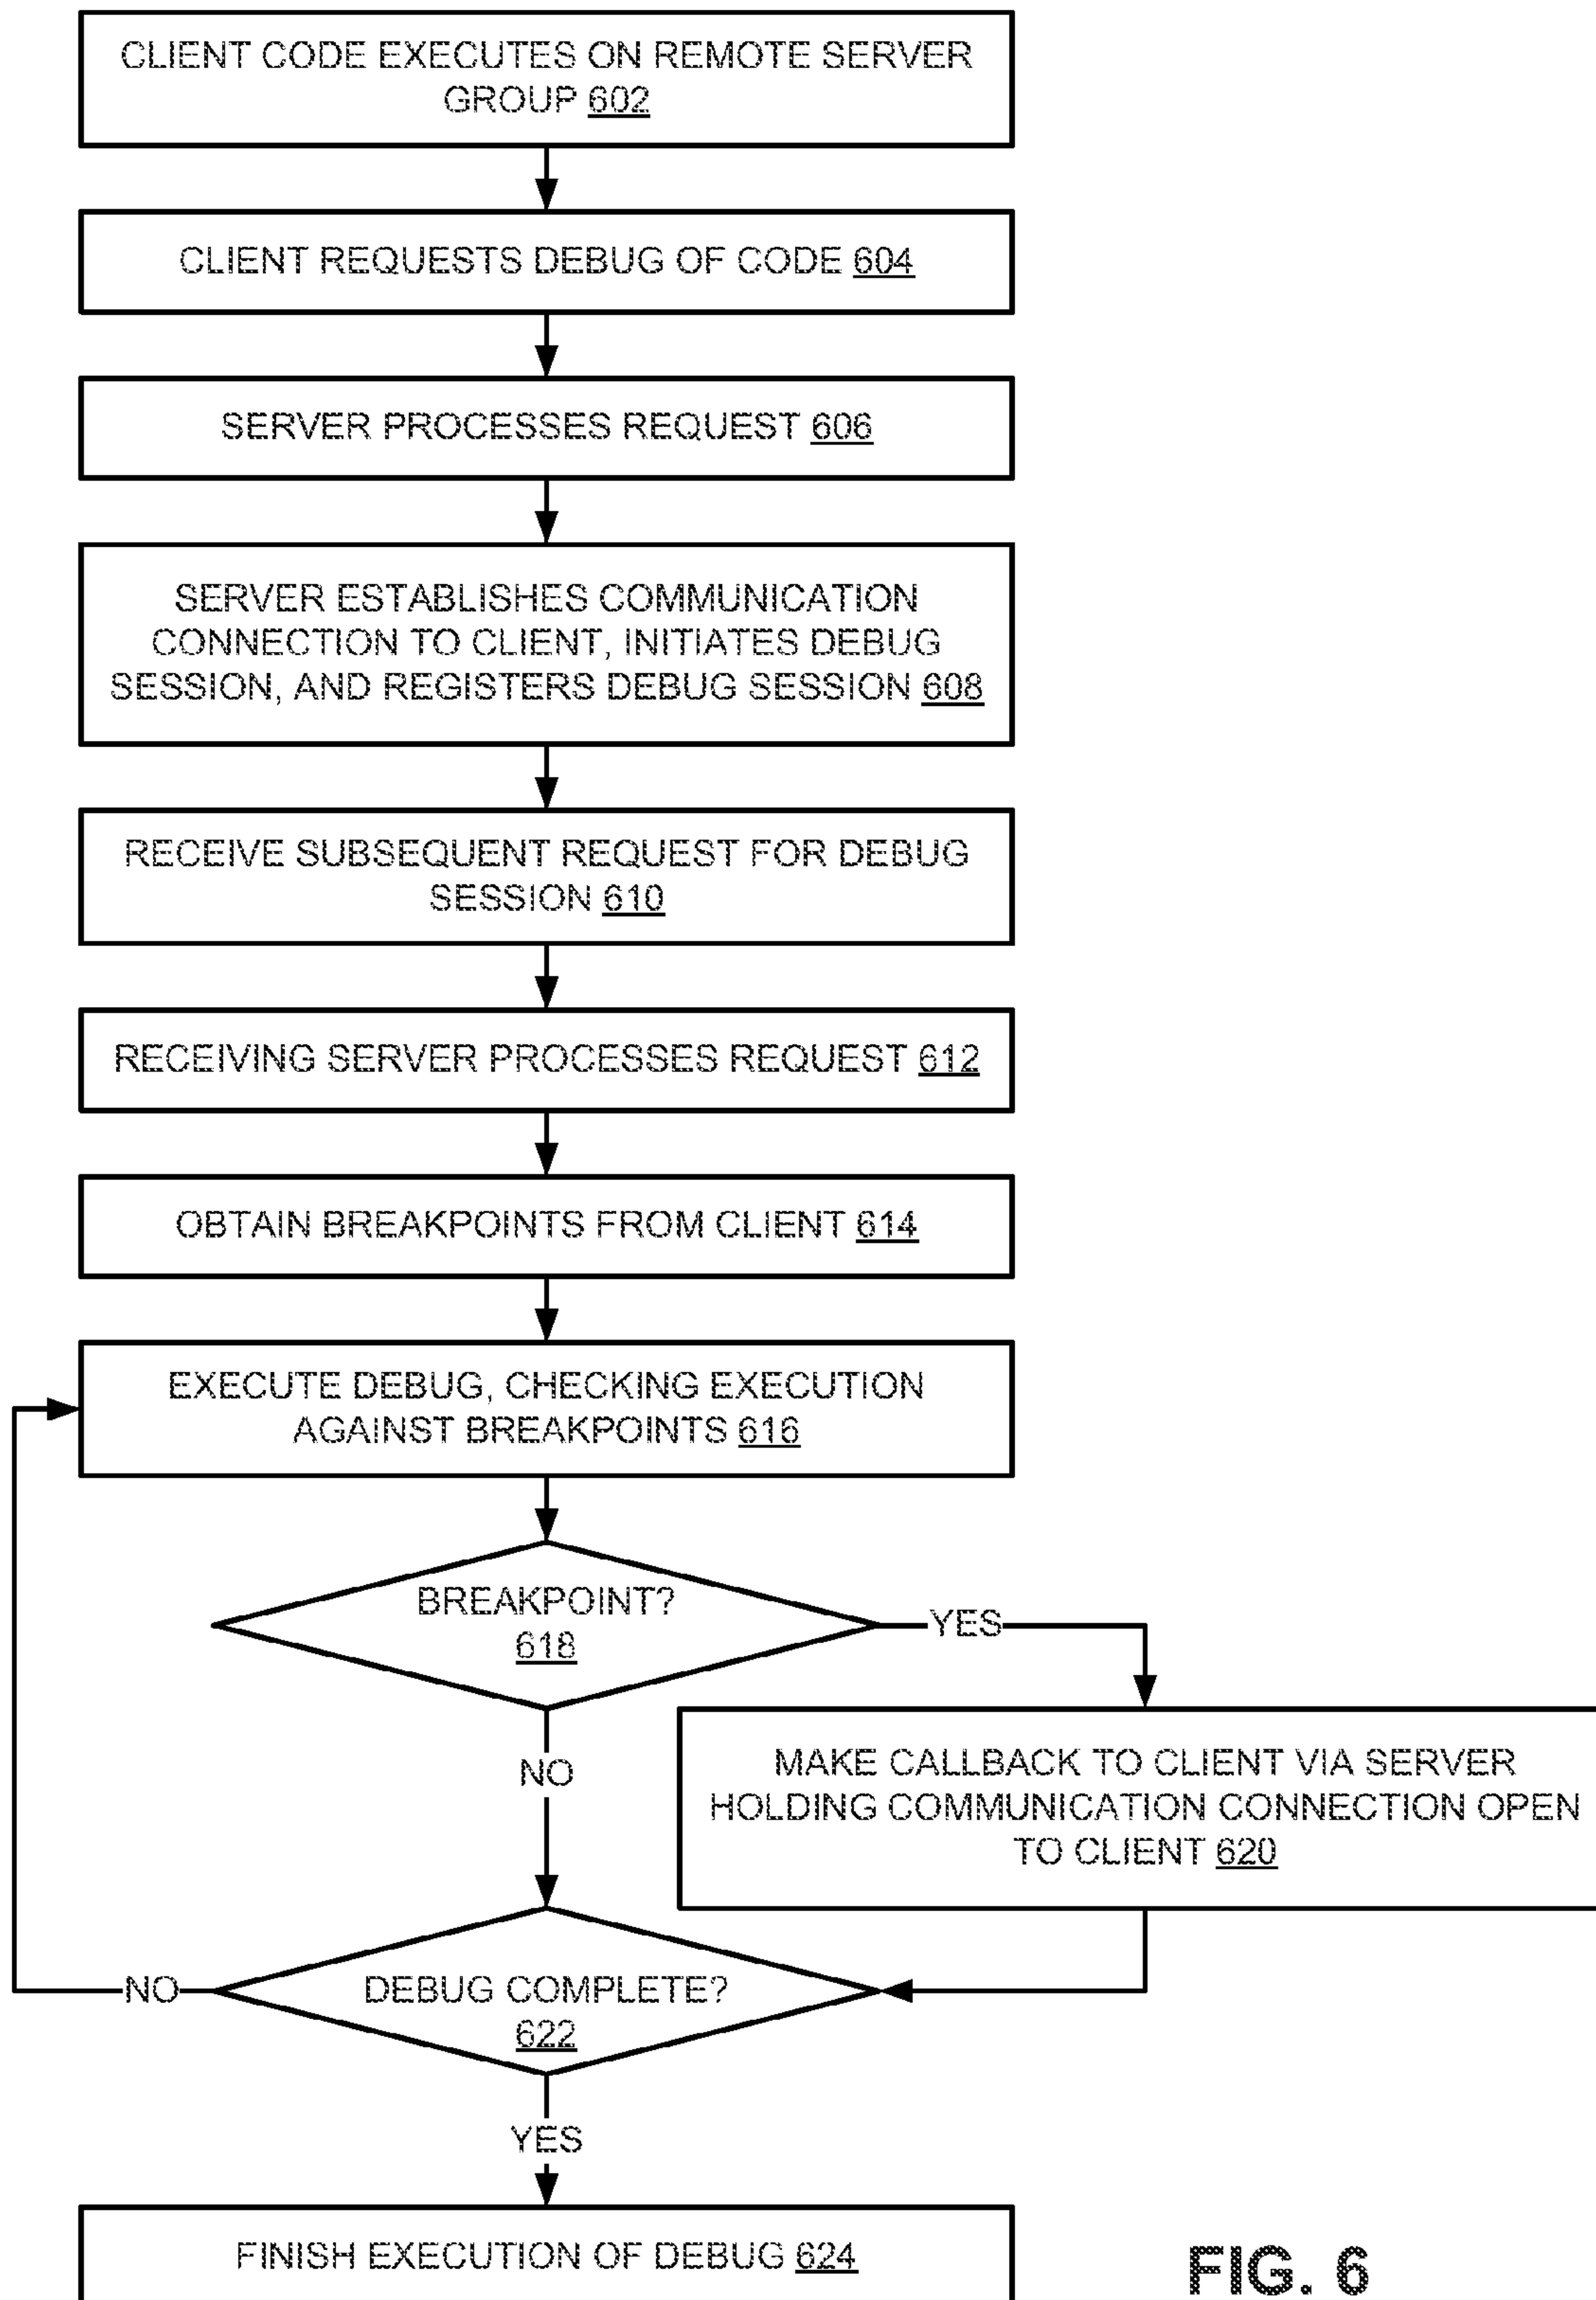 CLIENT CODE EXECUTES ON REMOTE SERVER
GROUP 602
CLIENT REQUESTS DEBUG OF CODE 604
SERVER PROCESSES REQUEST 606
SERVER ESTABLISHES COMMUNICATION
CONNECTION TO CLIENT, INITIATES DEBUG
SESSION, AND REGISTERS DEBUG SESSION 608
RECEIVE SUBSEQUENT REQUEST FOR DEBUG
SESSION 610
RECEIVING SERVER PROCESSES REQUEST 612
OBTAIN BREAKPOINTS FROM CLIENT 614
EXECUTE DEBUG, CHECKING EXECUTION
AGAINST BREAKPOINTS 616
BREAKPOINT?
618
YES
NO
MAKE CALLBACK TO CLIENT VIA SERVER
HOLDING COMMUNICATION CONNECTION OPEN
TO CLIENT 620
DEBUG COMPLETE?
622
NO
YES
FINISH EXECUTION OF DEBUG 624
FIG. 6